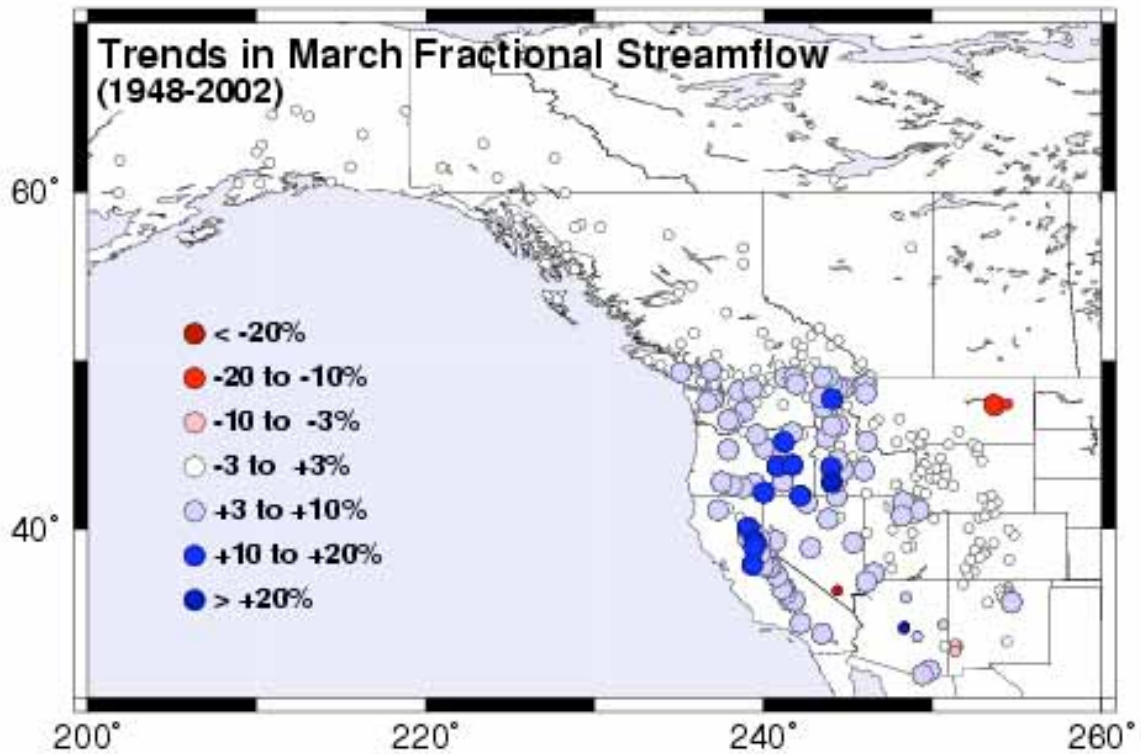 Trends in March Fractional Streamflow
(1948-2002)
60°
< -20%
-20 to -10%
-10 to -3%
-3 to +3%
+3 to +10%
+10 to +20%
> +20%
40°
200° 220° 240° 260°